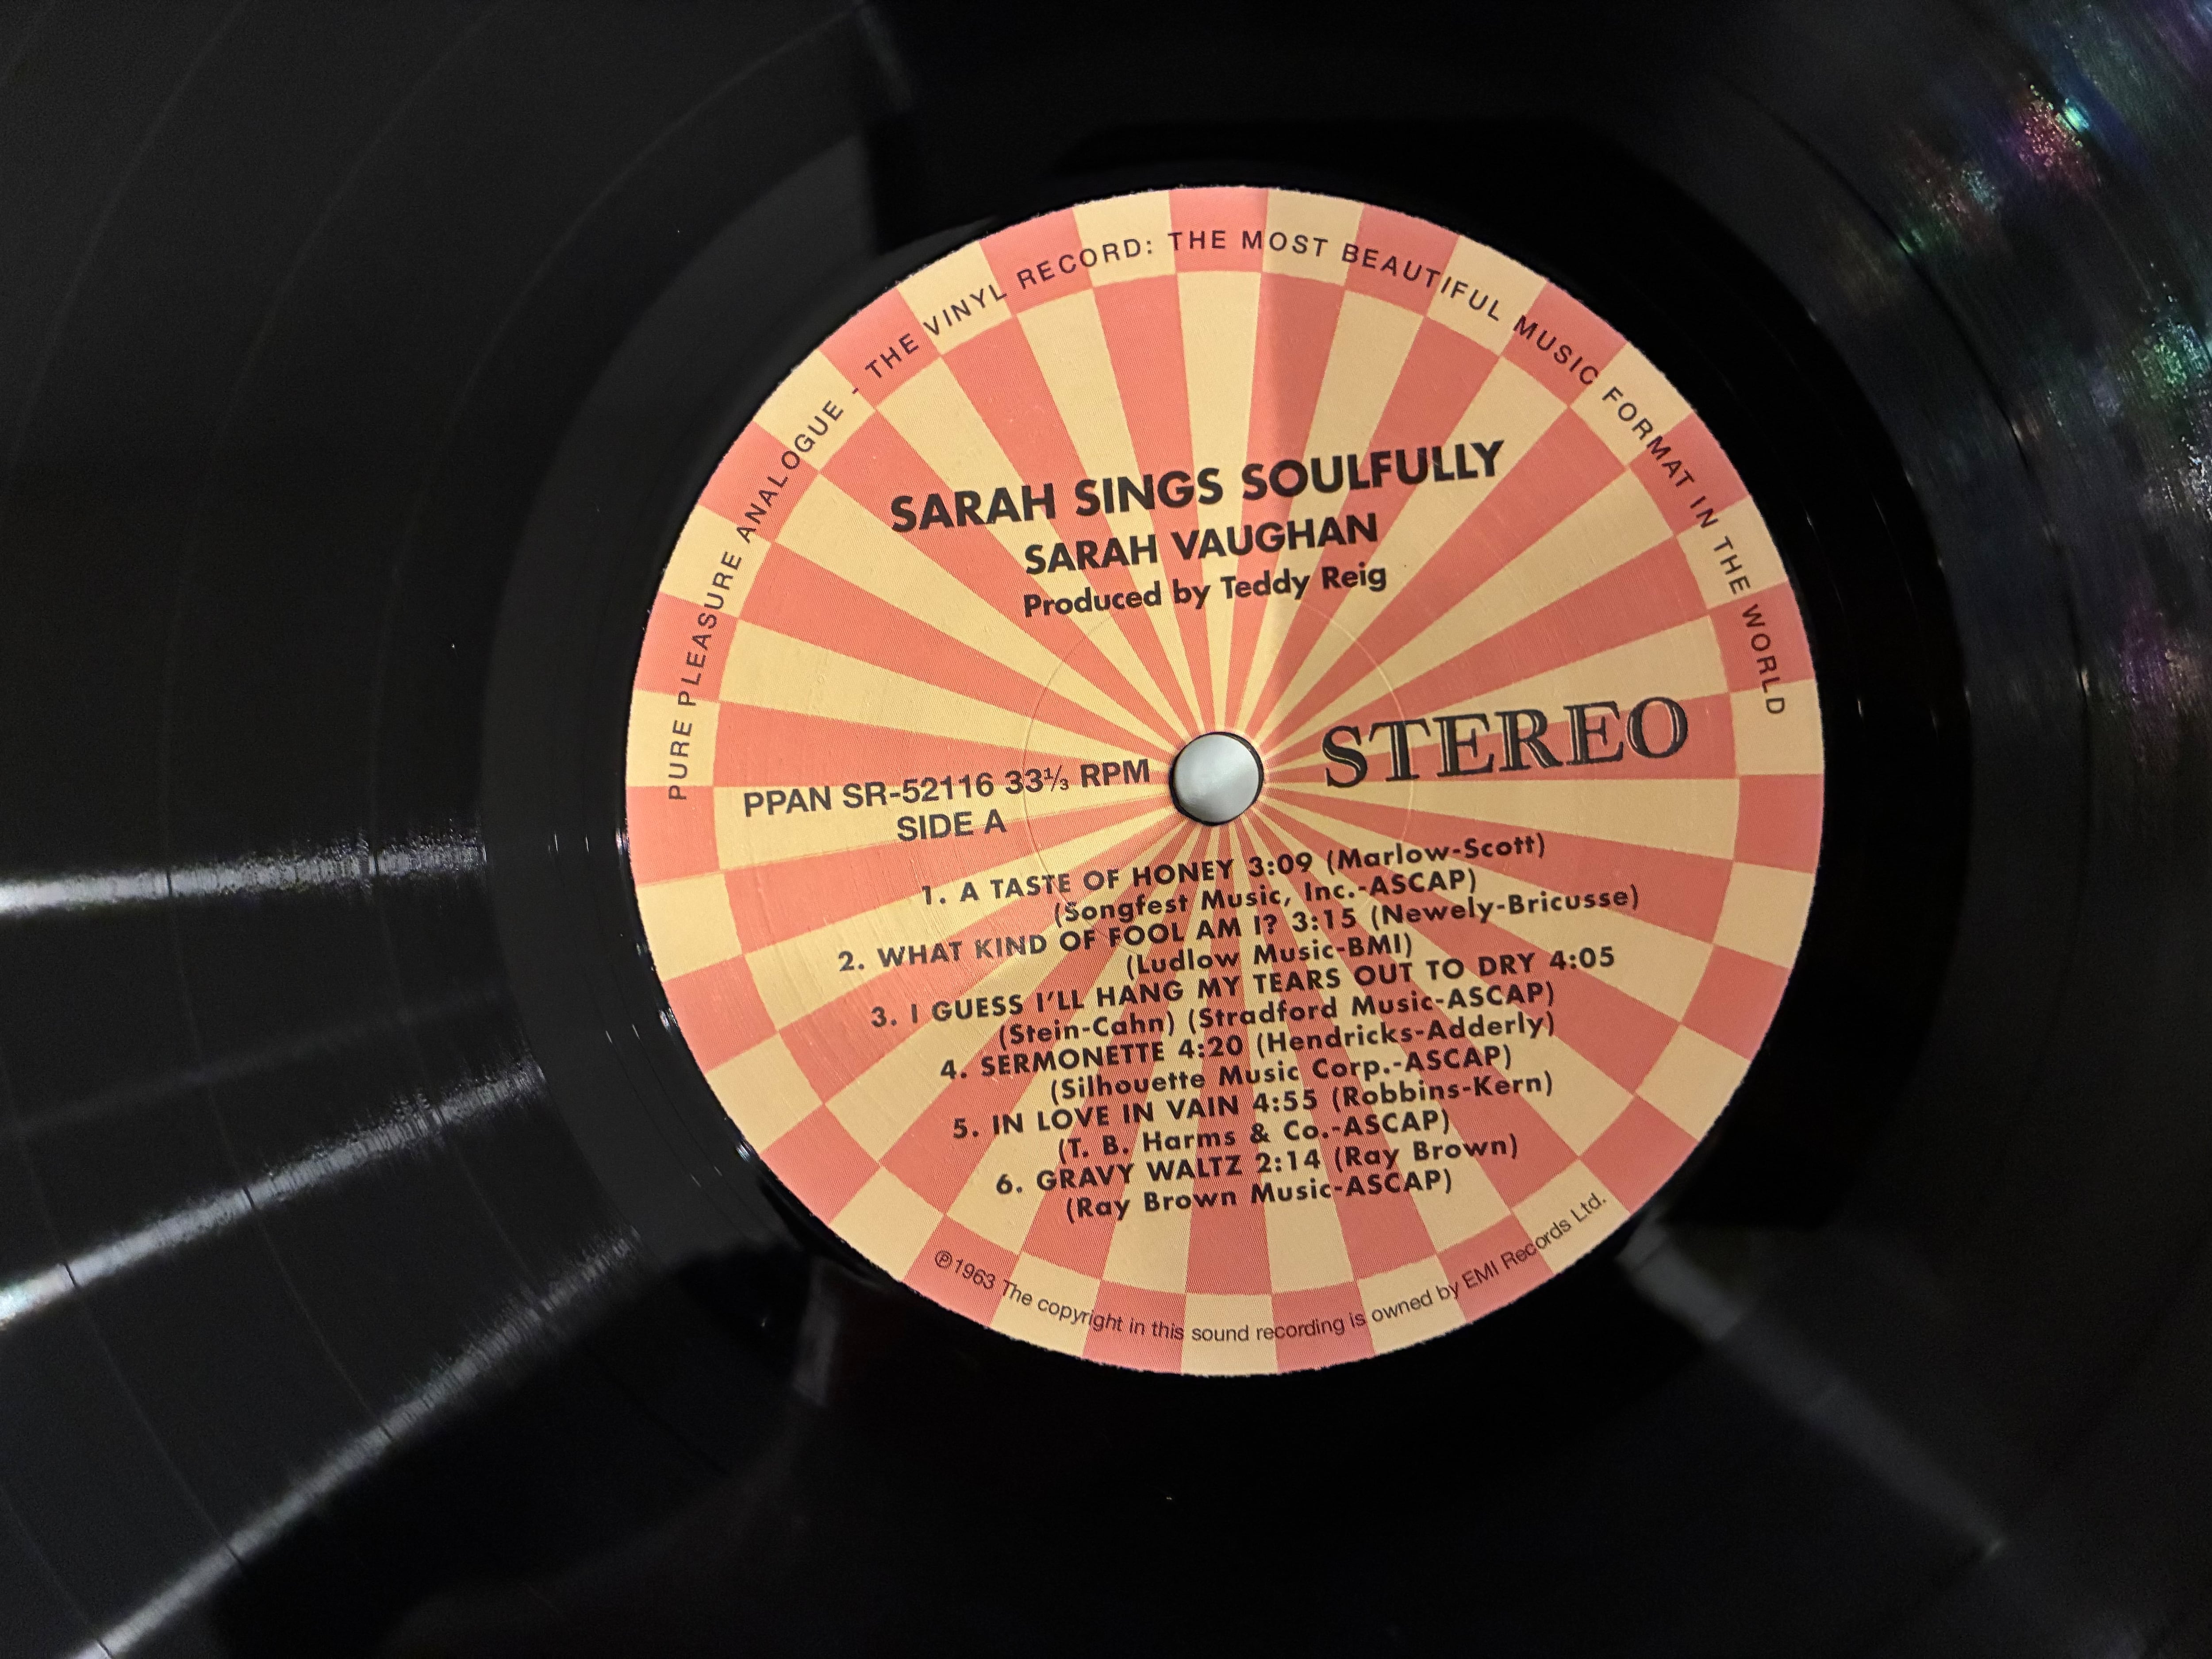 PURE PLEASURE ANALOGUE - THE VINYL RECORD: THE MOST BEAUTIFUL MUSIC FORMAT IN THE WORLD
SARAH SINGS SOULFULLY
SARAH VAUGHAN
Produced by Teddy Reig
STEREO
PPAN SR-52116 33⅓ RPM
SIDE A
1. A TASTE OF HONEY 3:09 (Marlow-Scott)
(Songfest Music, Inc.-ASCAP)
2. WHAT KIND OF FOOL AM I? 3:15 (Newely-Bricusse)
(Ludlow Music-BMI)
3. I GUESS I'LL HANG MY TEARS OUT TO DRY 4:05
(Stein-Cahn) (Stradford Music-ASCAP)
4. SERMONETTE 4:20 (Hendricks-Adderly)
(Silhouette Music Corp.-ASCAP)
5. IN LOVE IN VAIN 4:55 (Robbins-Kern)
(T. B. Harms & Co.-ASCAP)
6. GRAVY WALTZ 2:14 (Ray Brown)
(Ray Brown Music-ASCAP)
℗1963 The copyright in this sound recording is owned by EMI Records Ltd.